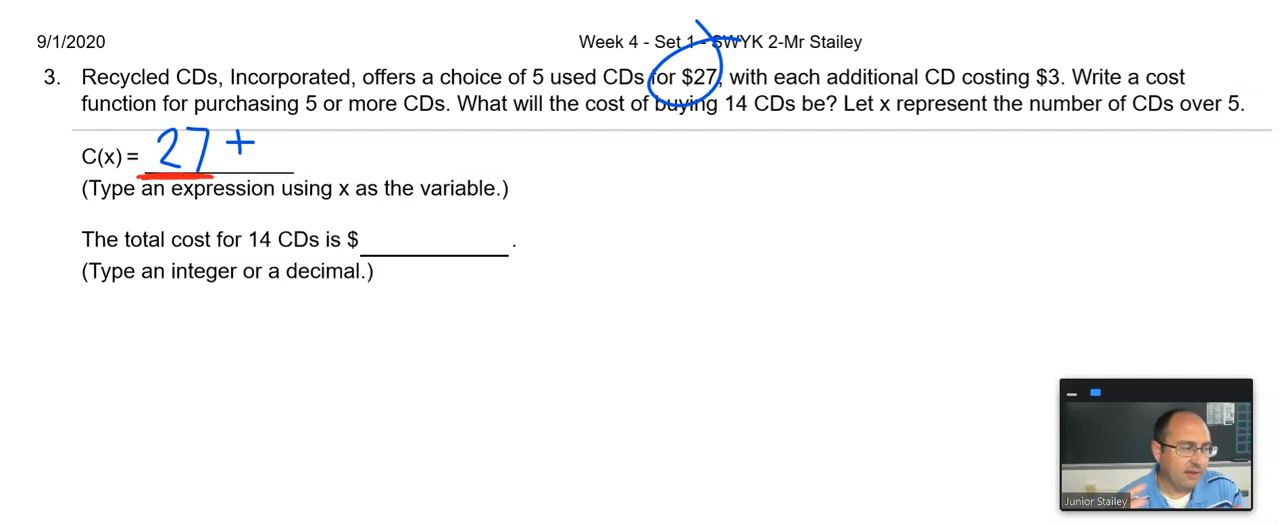 9/1/2020
Week 4 - Set 1 - SWYK 2-Mr Stailey
3. Recycled CDs, Incorporated, offers a choice of 5 used CDs for $27, with each additional CD costing $3. Write a cost
function for purchasing 5 or more CDs. What will the cost of buying 14 CDs be? Let x represent the number of CDs over 5.
C(x) = 27 +
(Type an expression using x as the variable.)
The total cost for 14 CDs is $ .
(Type an integer or a decimal.)
Junior Stailey